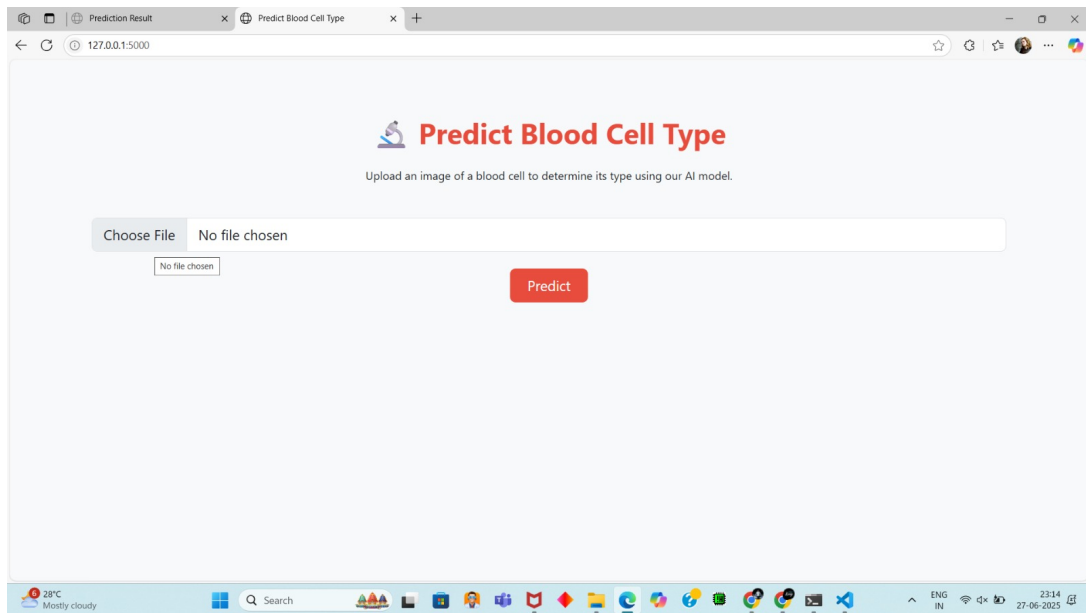 Prediction Result
Predict Blood Cell Type
127.0.0.1:5000
Predict Blood Cell Type
Upload an image of a blood cell to determine its type using our AI model.
Choose File No file chosen
No file chosen
Predict
6
28°C
Mostly cloudy
Search
ENG
IN
23:14
27-06-2025